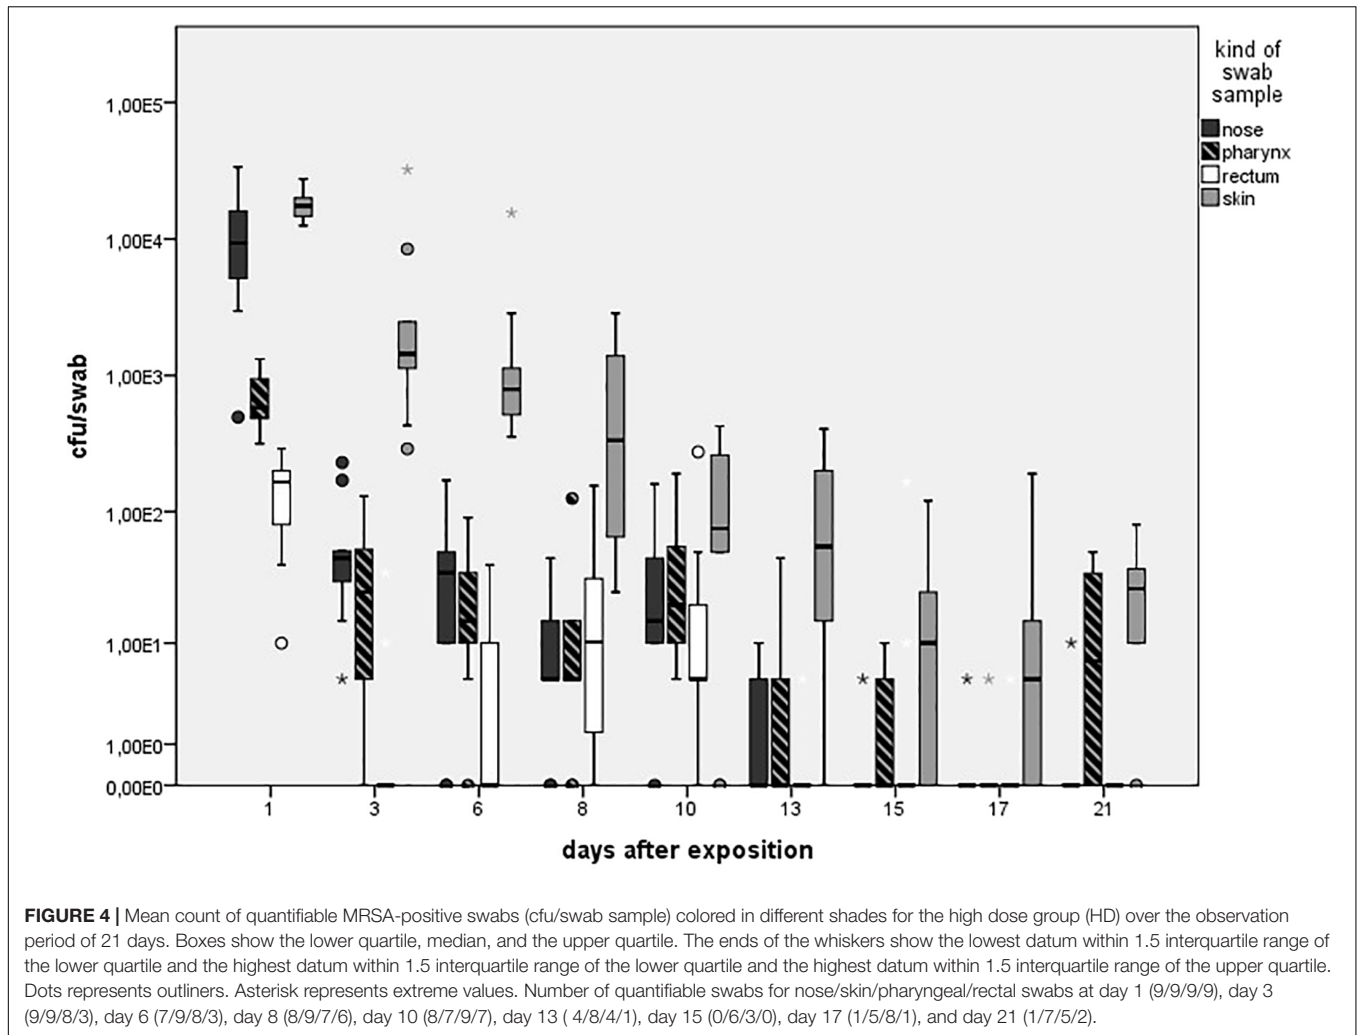 kind of
swab
sample
nose
pharynx
rectum
skin
cfu/swab
1,00E5
1,00E4
1,00E3
1,00E2
1,00E1
1,00E0
0,00E0
1 3 6 8 10 13 15 17 21
days after exposition
FIGURE 4 | Mean count of quantifiable MRSA-positive swabs (cfu/swab sample) colored in different shades for the high dose group (HD) over the observation
period of 21 days. Boxes show the lower quartile, median, and the upper quartile. The ends of the whiskers show the lowest datum within 1.5 interquartile range of
the lower quartile and the highest datum within 1.5 interquartile range of the lower quartile and the highest datum within 1.5 interquartile range of the upper quartile.
Dots represents outliners. Asterisk represents extreme values. Number of quantifiable swabs for nose/skin/pharyngeal/rectal swabs at day 1 (9/9/9/9), day 3
(9/9/8/3), day 6 (7/9/8/3), day 8 (8/9/7/6), day 10 (8/7/9/7), day 13 ( 4/8/4/1), day 15 (0/6/3/0), day 17 (1/5/8/1), and day 21 (1/7/5/2).